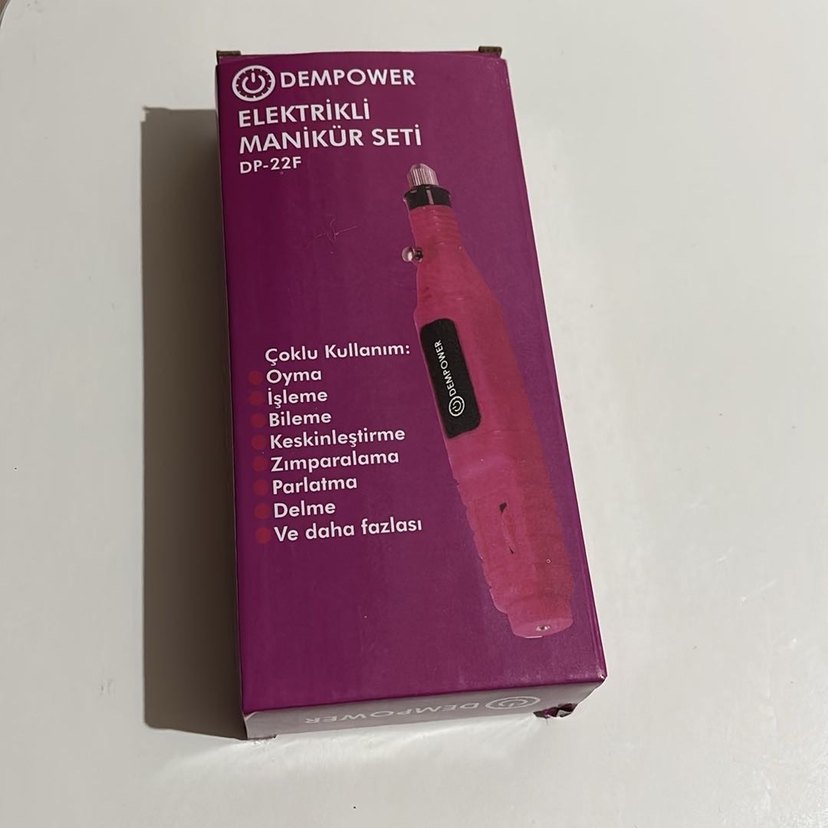 DEMPOWER
ELEKTRİKLİ
MANİKÜR SETİ
DP-22F
DEMPOWER
Çoklu Kullanım:
Oyma
İşleme
Bileme
Keskinleştirme
Zımparalama
Parlatma
Delme
Ve daha fazlası
DEMPOWER